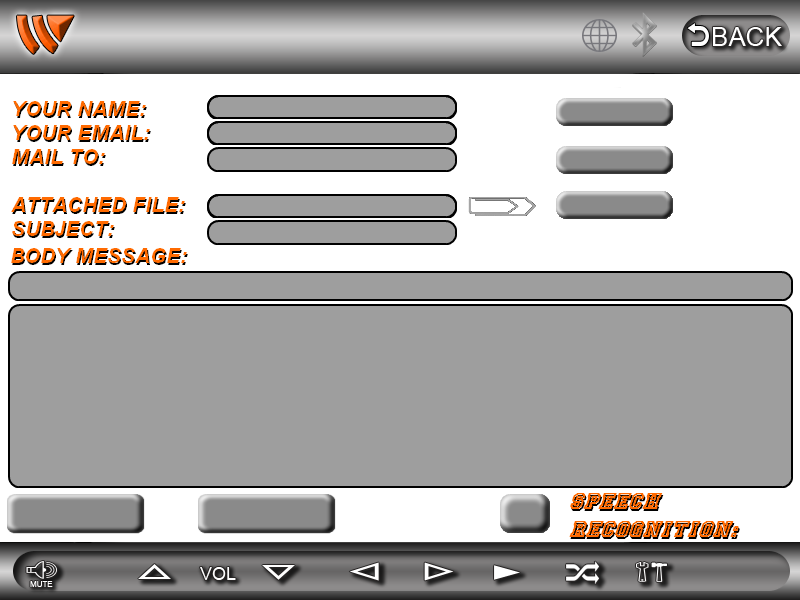 BACK
YOUR NAME:
YOUR EMAIL:
MAIL TO:
ATTACHED FILE:
SUBJECT:
BODY MESSAGE:
SPEECH
RECOGNITION:
MUTE
VOL